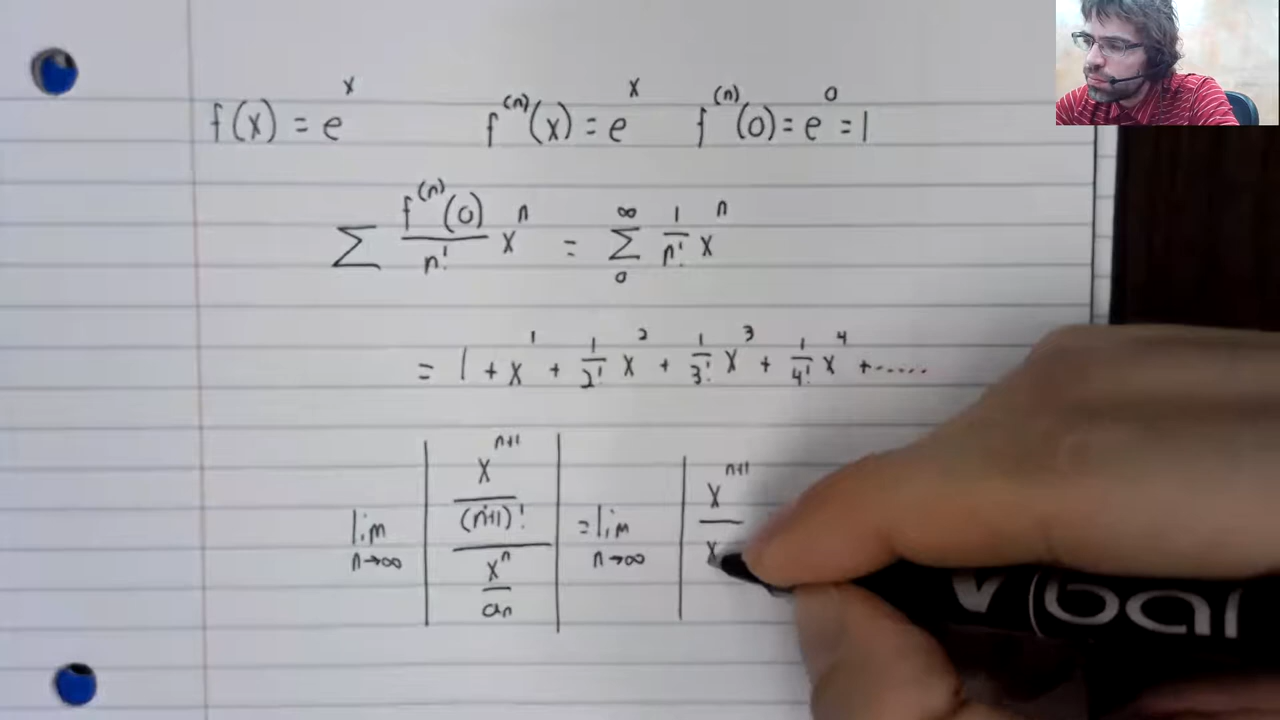 f(x) = e^x f^(n)(x) = e^x f^(n)(0) = e^0 = 1
∑ f^(n)(0)/n! x^n = ∑_0^∞ 1/n! x^n
= 1 + x^1 + 1/2! x^2 + 1/3! x^3 + 1/4! x^4 + .....
lim_{n→∞} | (x^{n+1}/(n+1)!)/(x^n/an) | = lim_{n→∞} | x^{n+1}/x